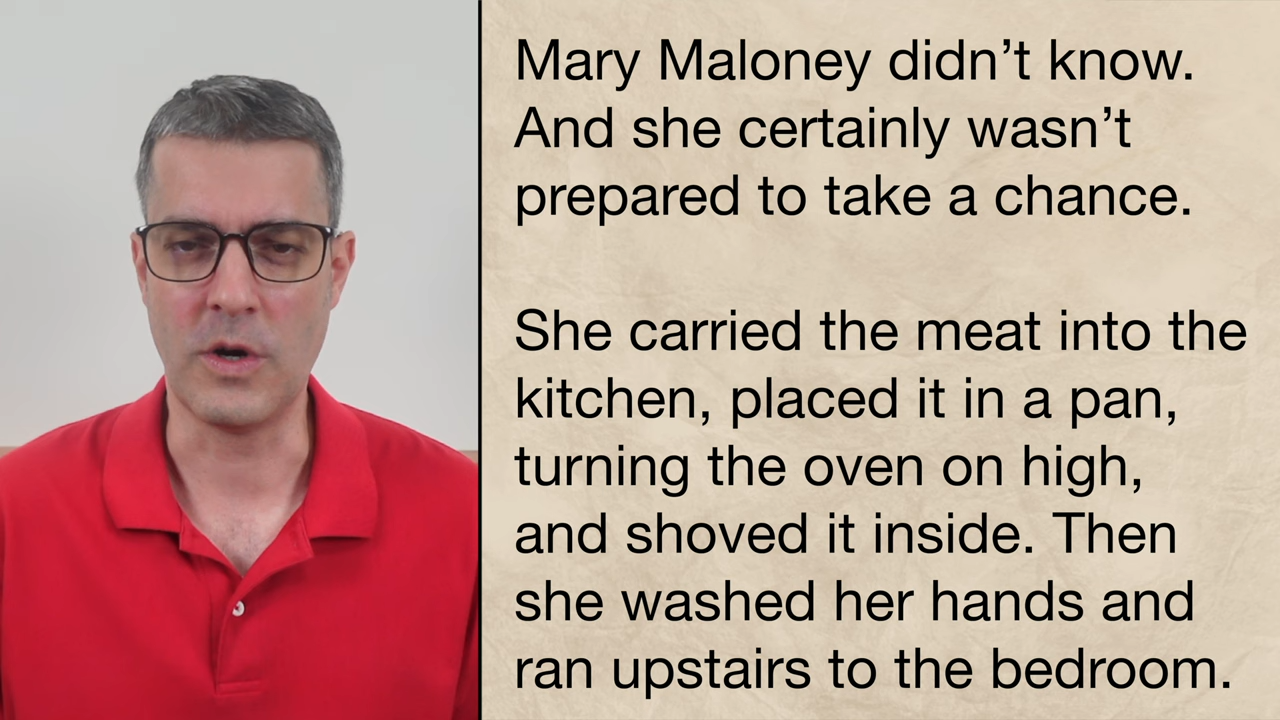 Mary Maloney didn’t know.
And she certainly wasn’t
prepared to take a chance.
She carried the meat into the
kitchen, placed it in a pan,
turning the oven on high,
and shoved it inside. Then
she washed her hands and
ran upstairs to the bedroom.